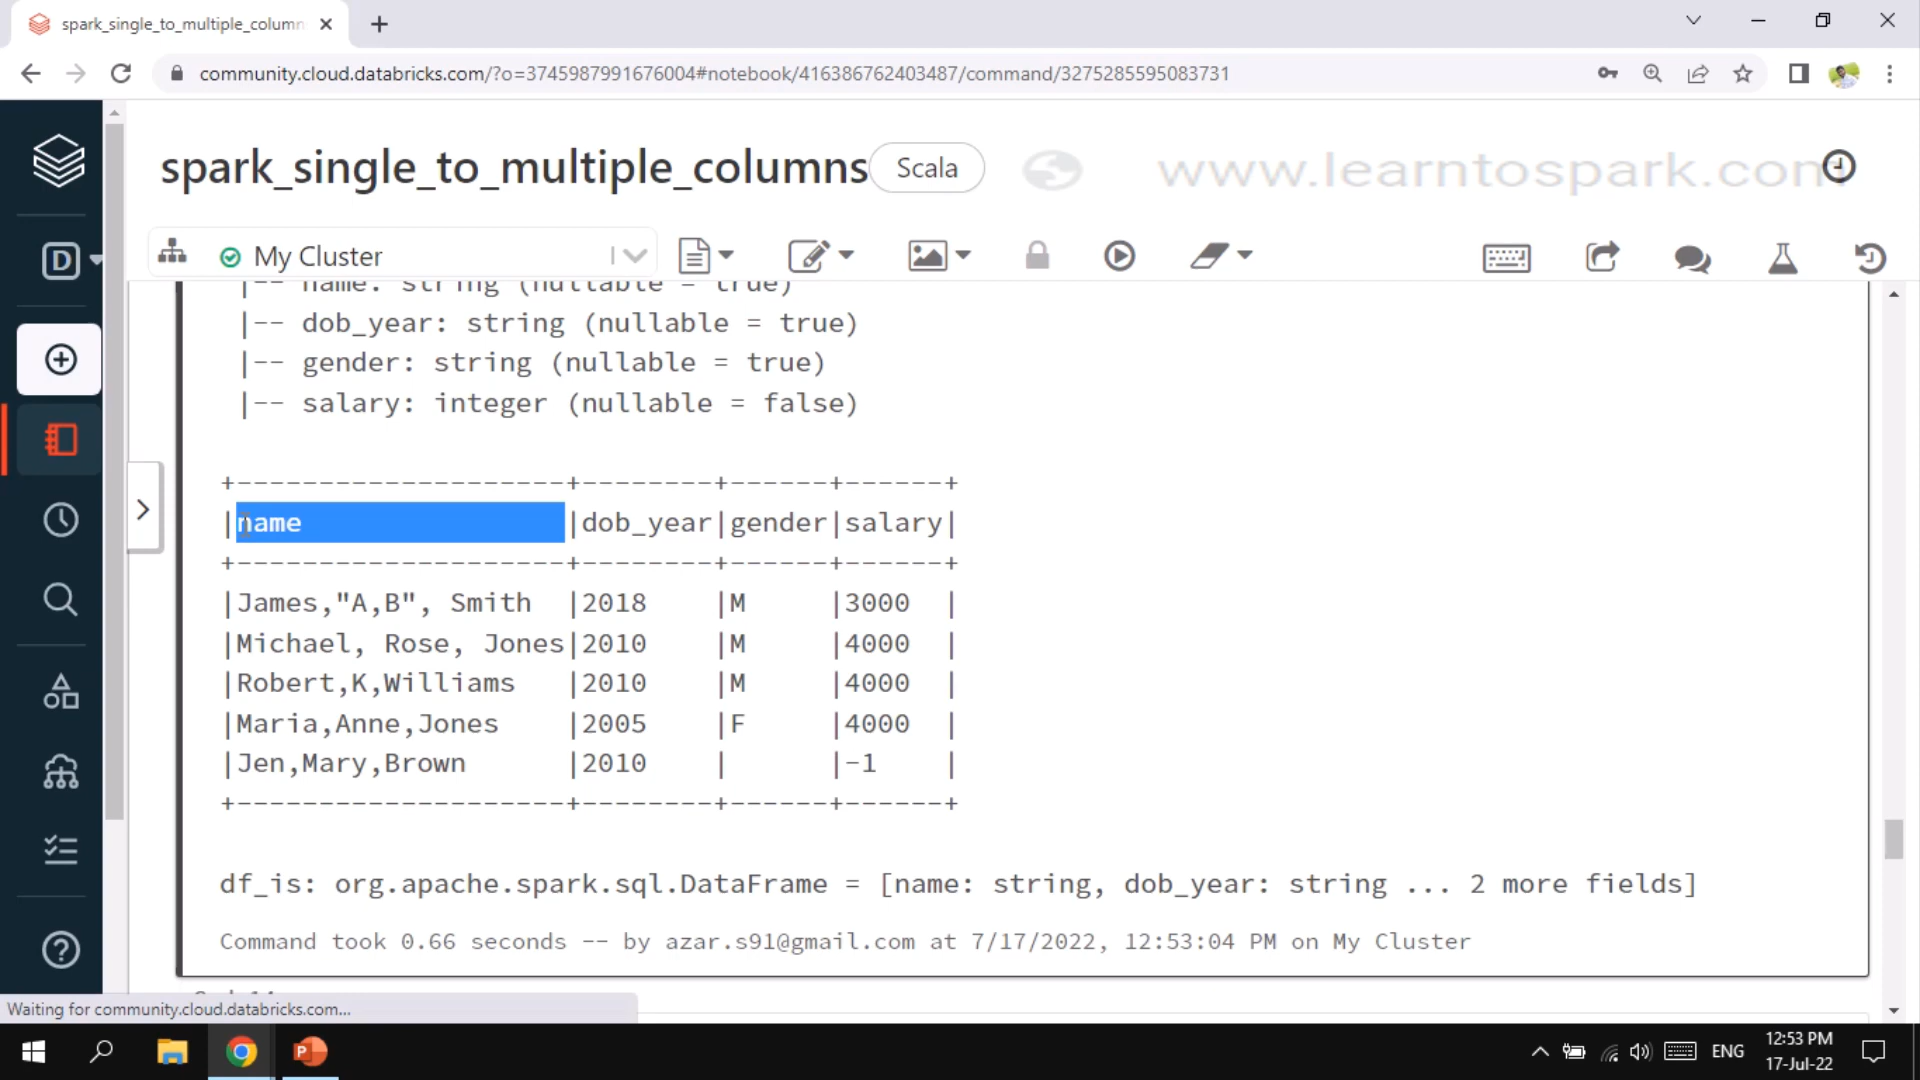 spark_single_to_multiple_column
community.cloud.databricks.com/?o=3745987991676004#notebook/416386762403487/command/3275285595083731
spark_single_to_multiple_columns Scala www.learntospark.com
D My Cluster
|-- name: string (nullable = true)
|-- dob_year: string (nullable = true)
|-- gender: string (nullable = true)
|-- salary: integer (nullable = false)
+--------------------+--------+------+------+
|name                |dob_year|gender|salary|
+--------------------+--------+------+------+
|James,"A,B", Smith  |2018    |M     |3000  |
|Michael, Rose, Jones|2010    |M     |4000  |
|Robert,K,Williams   |2010    |M     |4000  |
|Maria,Anne,Jones    |2005    |F     |4000  |
|Jen,Mary,Brown      |2010    |      |-1    |
+--------------------+--------+------+------+
df_is: org.apache.spark.sql.DataFrame = [name: string, dob_year: string ... 2 more fields]
Command took 0.66 seconds -- by azar.s91@gmail.com at 7/17/2022, 12:53:04 PM on My Cluster
Waiting for community.cloud.databricks.com...
P ENG 12:53 PM
17-Jul-22